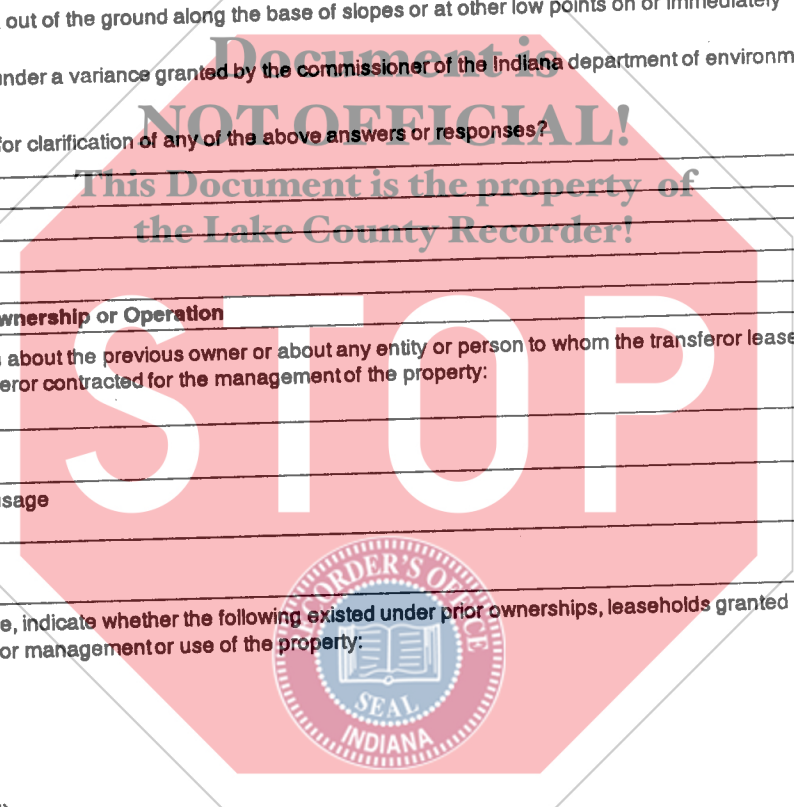 out of the ground along the base of slopes or at other low points on or immediately
Document is
under a variance granted by the commissioner of the Indiana department of environm
NOT OFFICIAL!
for clarification of any of the above answers or responses?
This Document is the property of
the Lake County Recorder!
wnership or Operation
STOP
about the previous owner or about any entity or person to whom the transferor lease
eror contracted for the management of the property:
usage
RECORDER'S OFFICE
e, indicate whether the following existed under prior ownerships, leaseholds granted
or management or use of the property:
SEAL
INDIANA